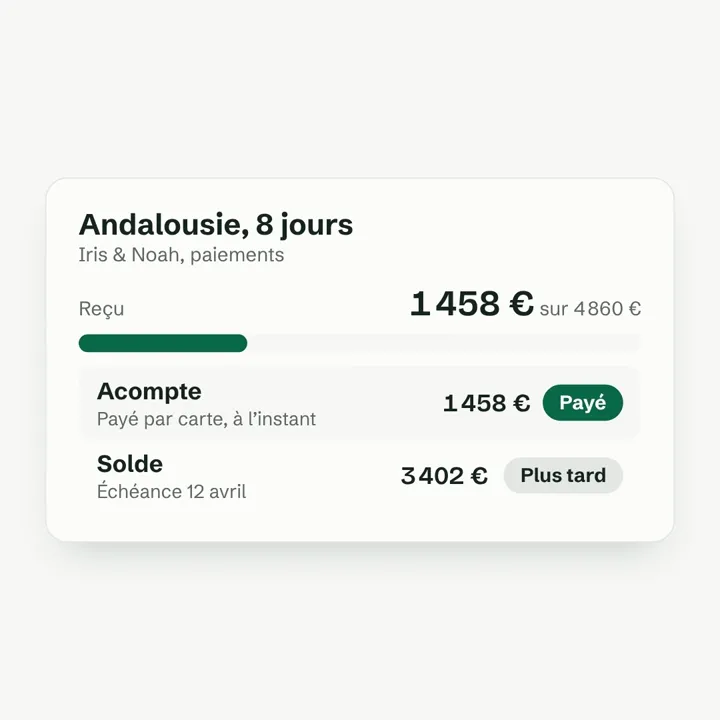 Andalousie, 8 jours
Iris & Noah, paiements
Reçu 1 458 € sur 4 860 €
Acompte
Payé par carte, à l’instant
1 458 € Payé
Solde
Échéance 12 avril
3 402 € Plus tard